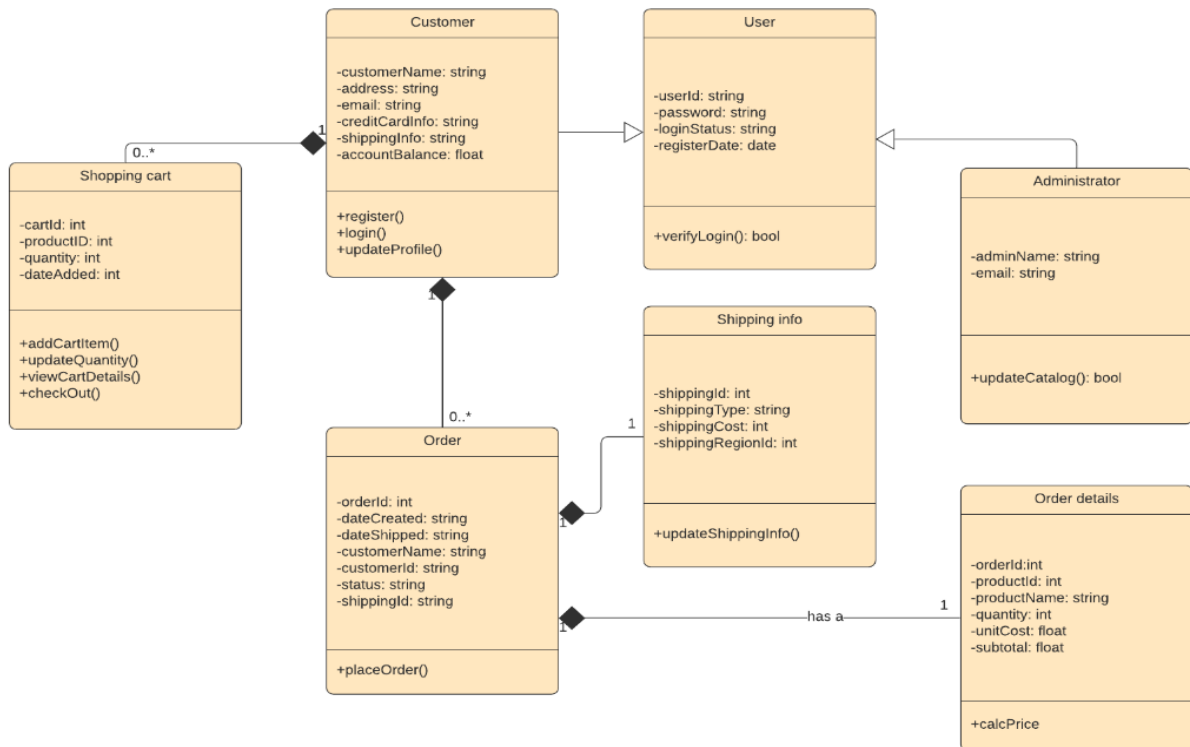 Customer
-customerName: string
-address: string
-email: string
-creditCardInfo: string
-shippingInfo: string
-accountBalance: float
+register()
+login()
+updateProfile()
User
-userId: string
-password: string
-loginStatus: string
-registerDate: date
+verifyLogin(): bool
1
0..*
Shopping cart
-cartId: int
-productID: int
-quantity: int
-dateAdded: int
+addCartItem()
+updateQuantity()
+viewCartDetails()
+checkOut()
Administrator
-adminName: string
-email: string
+updateCatalog(): bool
1
0..*
Shipping info
-shippingId: int
-shippingType: string
-shippingCost: int
-shippingRegionId: int
+updateShippingInfo()
1
1
Order
-orderId: int
-dateCreated: string
-dateShipped: string
-customerName: string
-customerId: string
-status: string
-shippingId: string
+placeOrder()
1
has a
1
Order details
-orderId:int
-productId: int
-productName: string
-quantity: int
-unitCost: float
-subtotal: float
+calcPrice